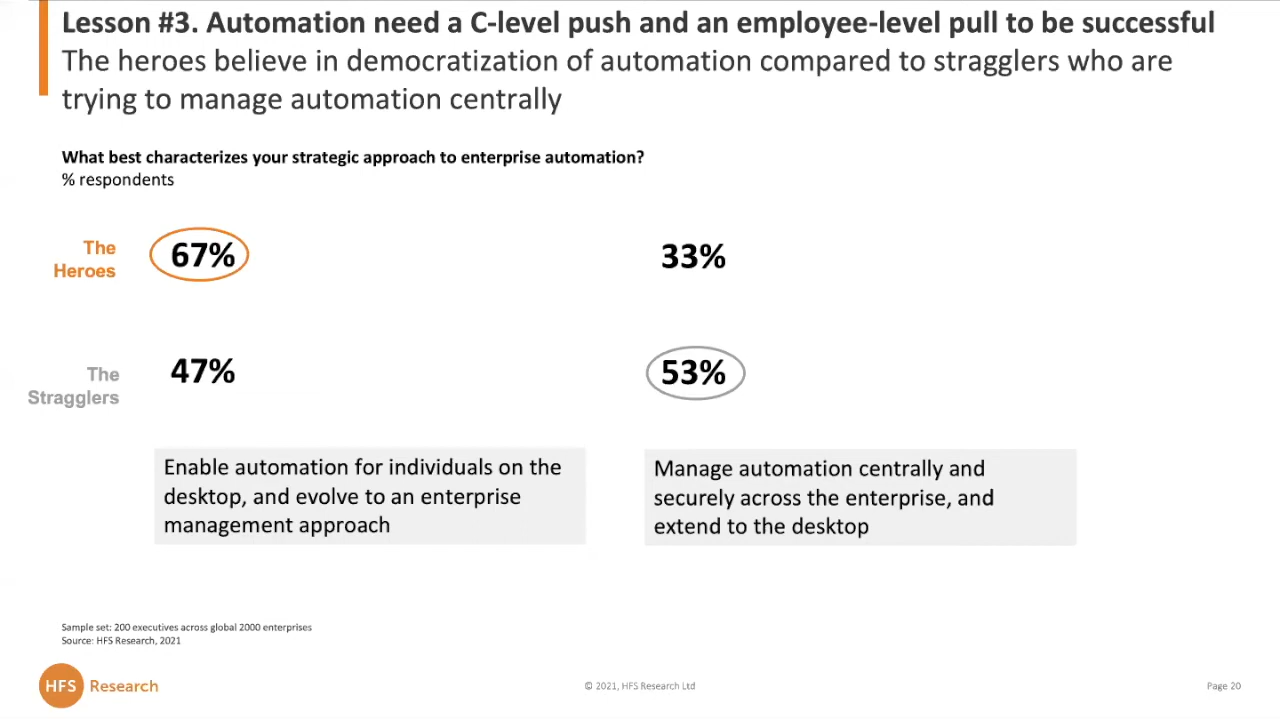 Lesson #3. Automation need a C-level push and an employee-level pull to be successful
The heroes believe in democratization of automation compared to stragglers who are
trying to manage automation centrally
What best characterizes your strategic approach to enterprise automation?
% respondents
The
Heroes
67%
33%
The
Stragglers
47%
53%
Enable automation for individuals on the
desktop, and evolve to an enterprise
management approach
Manage automation centrally and
securely across the enterprise, and
extend to the desktop
Sample set: 200 executives across global 2000 enterprises
Source: HFS Research, 2021
HFS Research
© 2021, HFS Research Ltd
Page 20